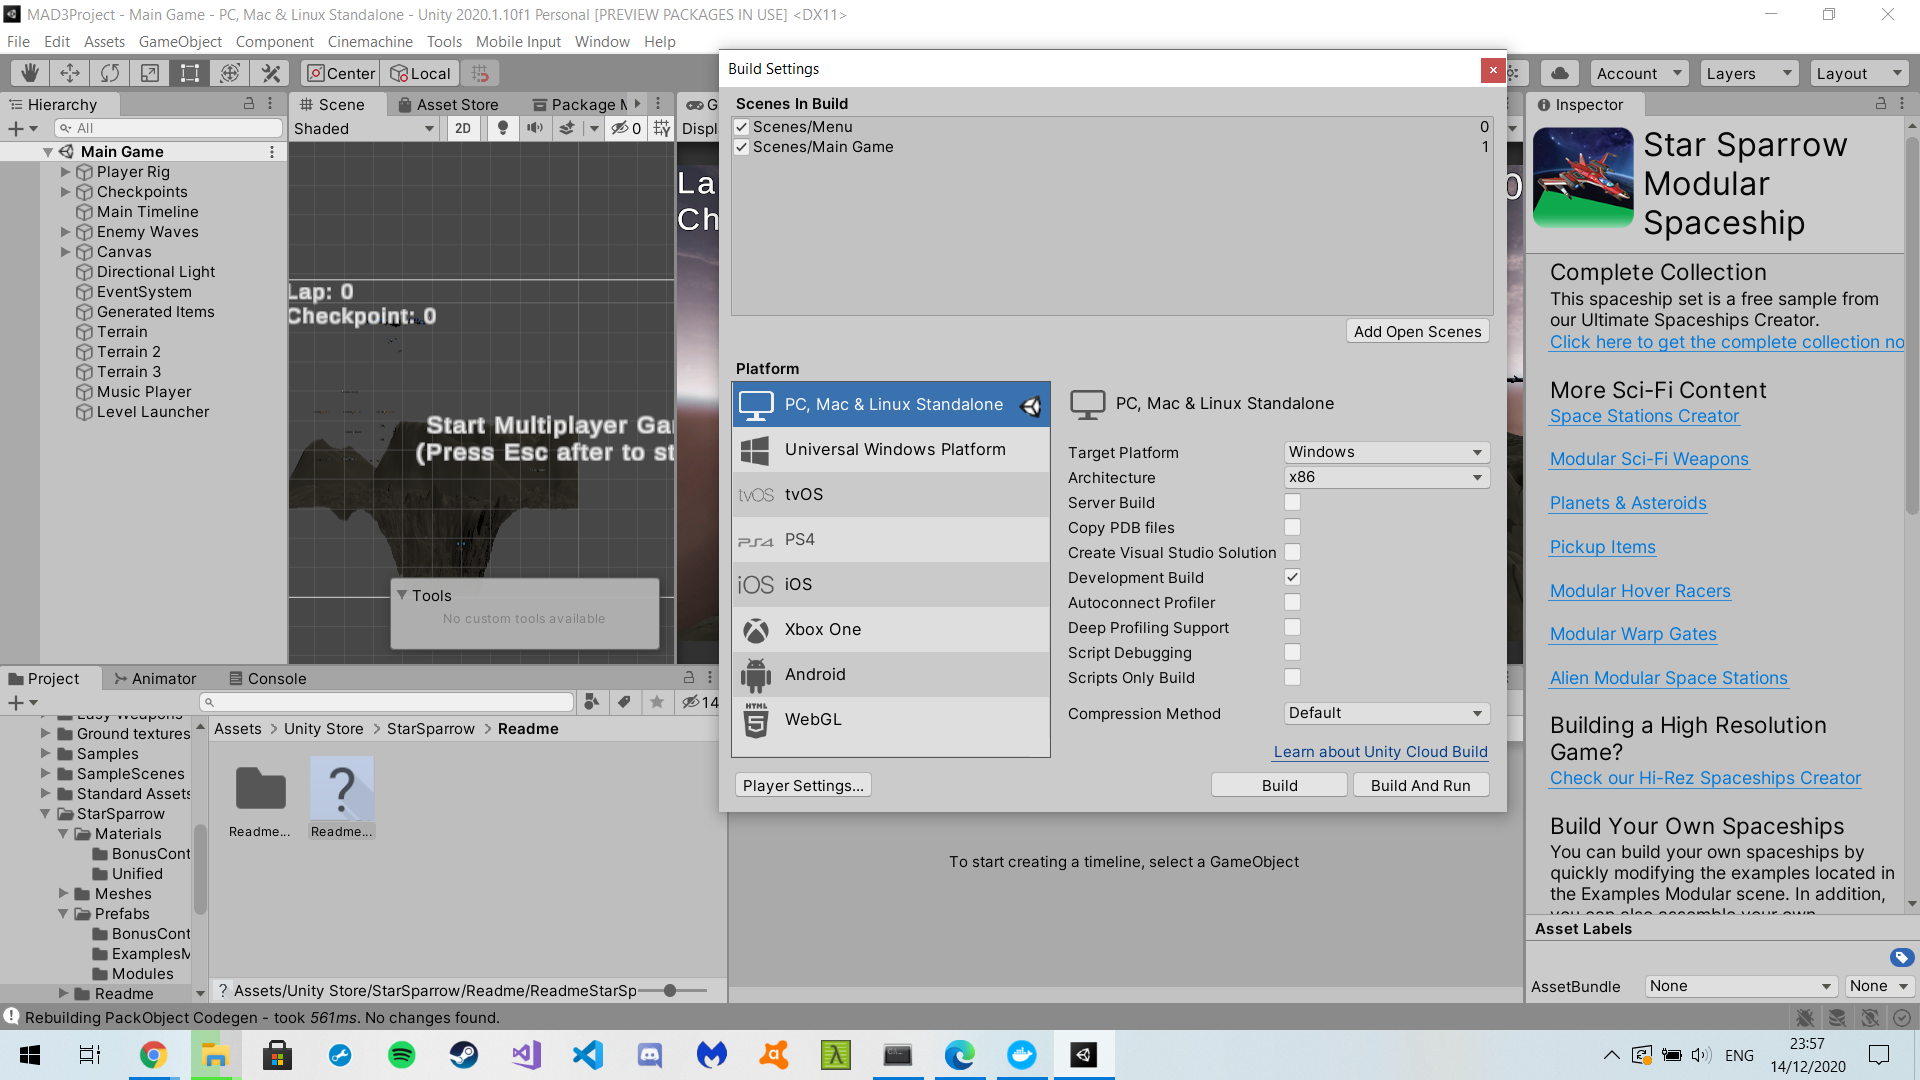 MAD3Project - Main Game - PC, Mac & Linux Standalone - Unity 2020.1.10f1 Personal [PREVIEW PACKAGES IN USE] <DX11>
File Edit Assets GameObject Component Cinemachine Tools Mobile Input Window Help
Center Local
Account Layers Layout
Hierarchy
All
Main Game
Player Rig
Checkpoints
Main Timeline
Enemy Waves
Canvas
Directional Light
EventSystem
Generated Items
Terrain
Terrain 2
Terrain 3
Music Player
Level Launcher
Scene Asset Store Package M
Shaded 2D 0
Lap: 0
Checkpoint: 0
Start Multiplayer Ga
(Press Esc after to st
Tools
No custom tools available
G
Displ
La
Ch
0
Build Settings
Scenes In Build
Scenes/Menu 0
Scenes/Main Game 1
Add Open Scenes
Platform
PC, Mac & Linux Standalone
Universal Windows Platform
tvOS tvOS
PS4 PS4
iOS iOS
Xbox One
Android
HTML 5 WebGL
PC, Mac & Linux Standalone
Target Platform Windows
Architecture x86
Server Build
Copy PDB files
Create Visual Studio Solution
Development Build
Autoconnect Profiler
Deep Profiling Support
Script Debugging
Scripts Only Build
Compression Method Default
Learn about Unity Cloud Build
Player Settings... Build Build And Run
Inspector
Star Sparrow
Modular
Spaceship
Complete Collection
This spaceship set is a free sample from
our Ultimate Spaceships Creator.
Click here to get the complete collection no
More Sci-Fi Content
Space Stations Creator
Modular Sci-Fi Weapons
Planets & Asteroids
Pickup Items
Modular Hover Racers
Modular Warp Gates
Alien Modular Space Stations
Building a High Resolution
Game?
Check our Hi-Rez Spaceships Creator
Build Your Own Spaceships
You can build your own spaceships by
quickly modifying the examples located in
the Examples Modular scene. In addition,
you can also assemble your own
Asset Labels
AssetBundle None None
Project Animator Console
14
Easy Weapons
Ground textures
Samples
SampleScenes
Standard Assets
StarSparrow
Materials
BonusCont
Unified
Meshes
Prefabs
BonusCont
ExamplesM
Modules
Readme
Assets > Unity Store > StarSparrow > Readme
Readme... Readme...
Assets/Unity Store/StarSparrow/Readme/ReadmeStarSp
To start creating a timeline, select a GameObject
Rebuilding PackObject Codegen - took 561ms. No changes found.
ENG
23:57
14/12/2020